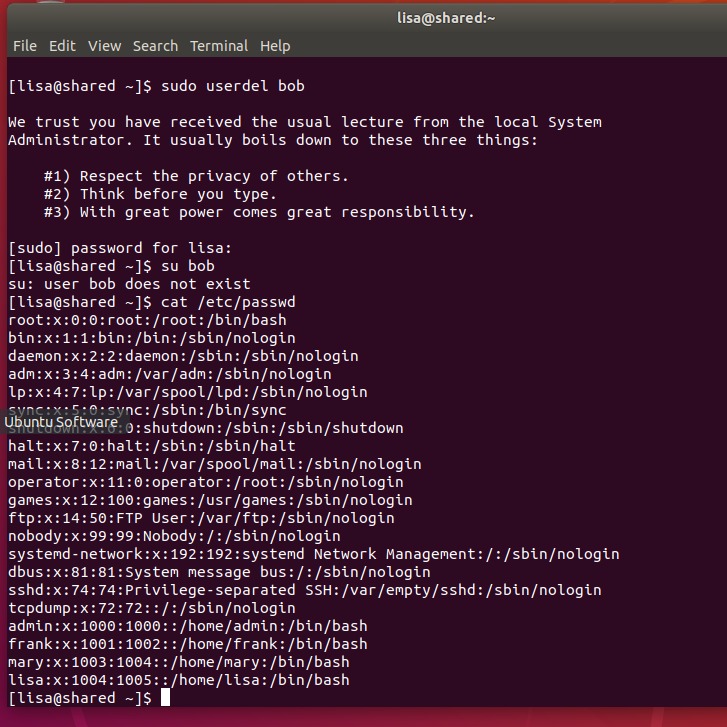 lisa@shared:~
File Edit View Search Terminal Help
[lisa@shared ~]$ sudo userdel bob
We trust you have received the usual lecture from the local System
Administrator. It usually boils down to these three things:
#1) Respect the privacy of others.
#2) Think before you type.
#3) With great power comes great responsibility.
[sudo] password for lisa:
[lisa@shared ~]$ su bob
su: user bob does not exist
[lisa@shared ~]$ cat /etc/passwd
root:x:0:0:root:/root:/bin/bash
bin:x:1:1:bin:/bin:/sbin/nologin
daemon:x:2:2:daemon:/sbin:/sbin/nologin
adm:x:3:4:adm:/var/adm:/sbin/nologin
lp:x:4:7:lp:/var/spool/lpd:/sbin/nologin
sync:x:5:0:sync:/sbin:/bin/sync
Ubuntu Software
shutdown:x:6:0:shutdown:/sbin:/sbin/shutdown
halt:x:7:0:halt:/sbin:/sbin/halt
mail:x:8:12:mail:/var/spool/mail:/sbin/nologin
operator:x:11:0:operator:/root:/sbin/nologin
games:x:12:100:games:/usr/games:/sbin/nologin
ftp:x:14:50:FTP User:/var/ftp:/sbin/nologin
nobody:x:99:99:Nobody:/:/sbin/nologin
systemd-network:x:192:192:systemd Network Management:/:/sbin/nologin
dbus:x:81:81:System message bus:/:/sbin/nologin
sshd:x:74:74:Privilege-separated SSH:/var/empty/sshd:/sbin/nologin
tcpdump:x:72:72::/:/sbin/nologin
admin:x:1000:1000::/home/admin:/bin/bash
frank:x:1001:1002::/home/frank:/bin/bash
mary:x:1003:1004::/home/mary:/bin/bash
lisa:x:1004:1005::/home/lisa:/bin/bash
[lisa@shared ~]$